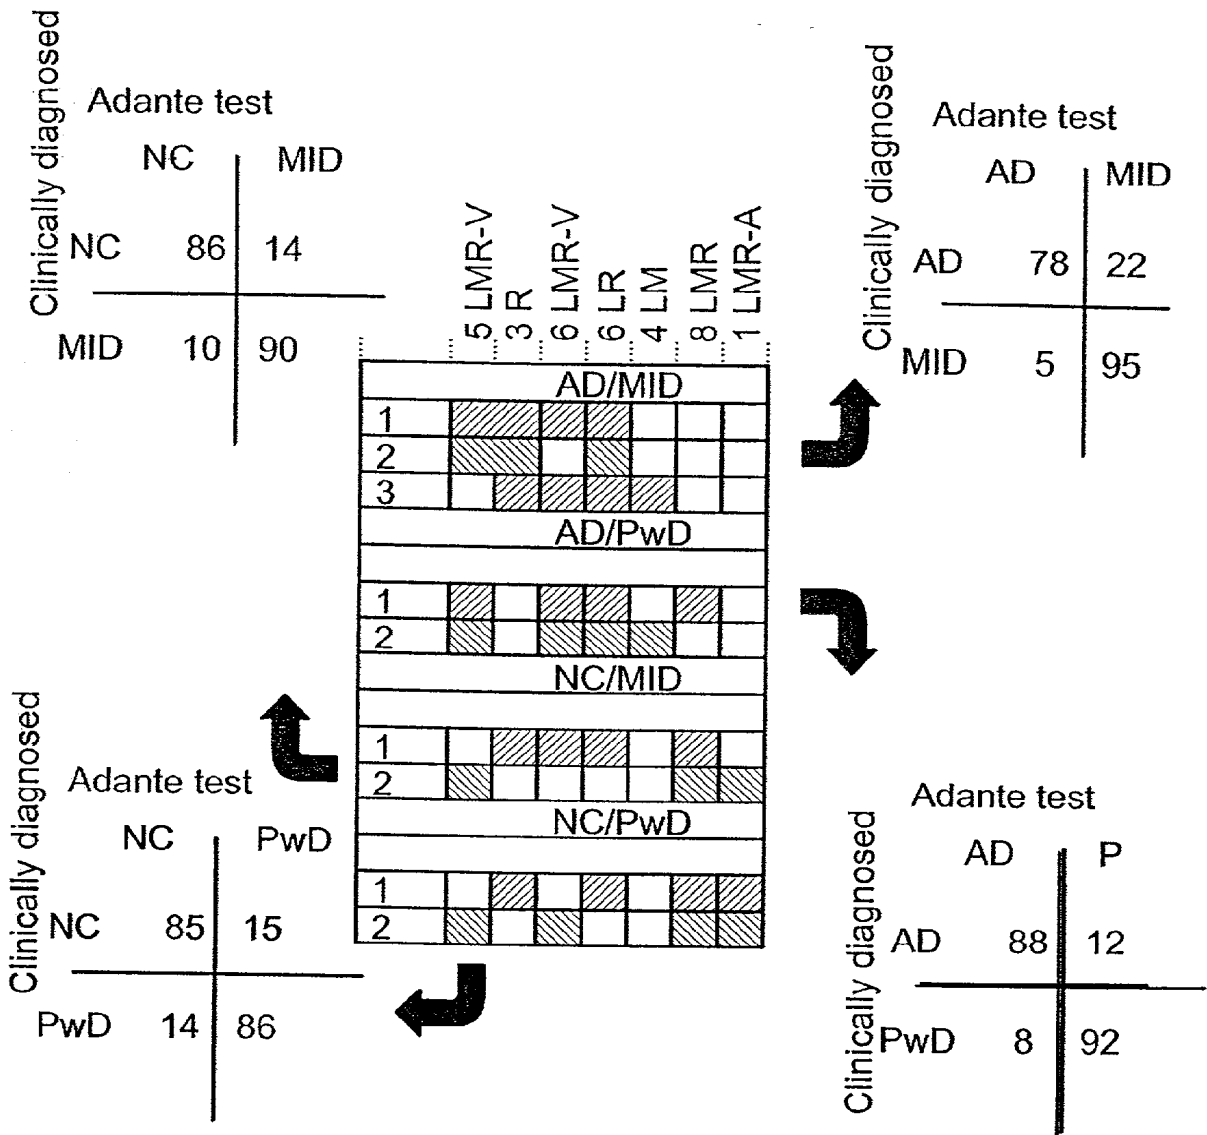 Clinically diagnosed
Adante test
NC MID
NC 86 14
MID 10 90
Clinically diagnosed
Adante test
AD MID
AD 78 22
MID 5 95
5 LMR-V
3 R
6 LMR-V
6 LR
4 LM
8 LMR
1 LMR-A
AD/MID
1
2
3
AD/PwD
1
2
NC/MID
1
2
NC/PwD
1
2
Clinically diagnosed
Adante test
NC PwD
NC 85 15
PwD 14 86
Clinically diagnosed
Adante test
AD P
AD 88 12
PwD 8 92